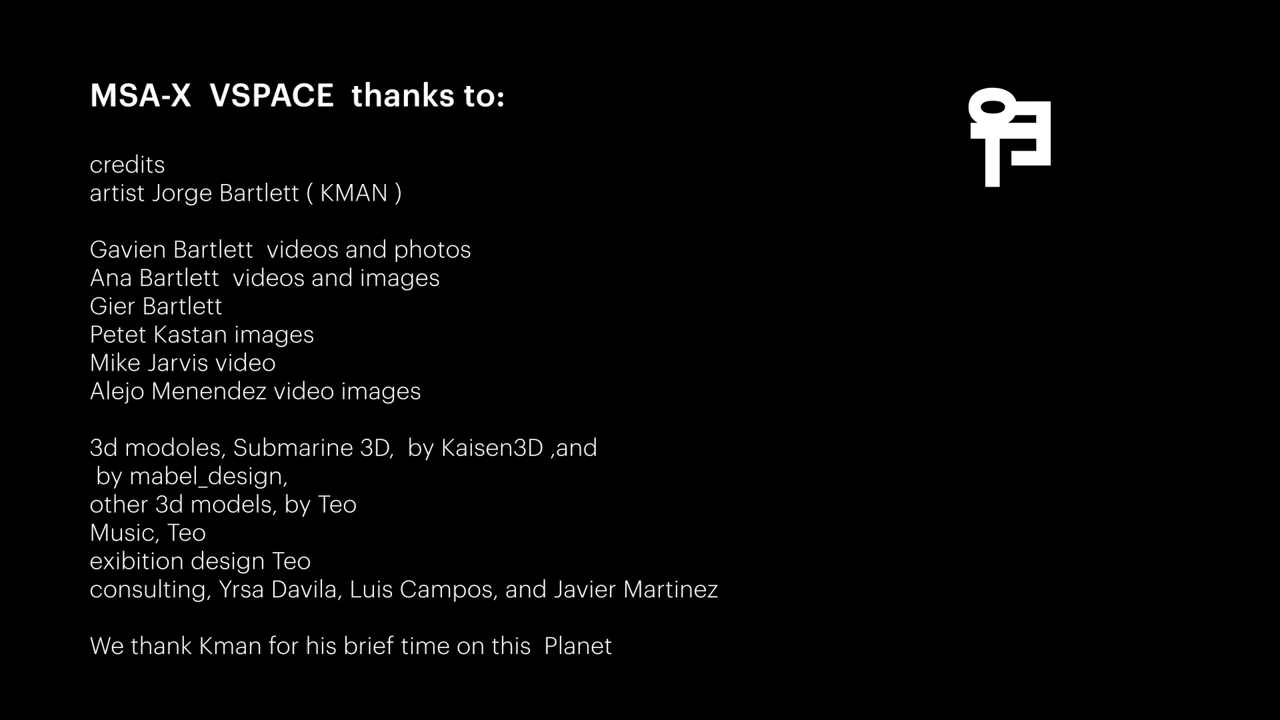 MSA-X VSPACE thanks to:
credits
artist Jorge Bartlett ( KMAN )
Gavien Bartlett videos and photos
Ana Bartlett videos and images
Gier Bartlett
Petet Kastan images
Mike Jarvis video
Alejo Menendez video images
3d modoles, Submarine 3D, by Kaisen3D ,and
by mabel_design,
other 3d models, by Teo
Music, Teo
exibition design Teo
consulting, Yrsa Davila, Luis Campos, and Javier Martinez
We thank Kman for his brief time on this Planet